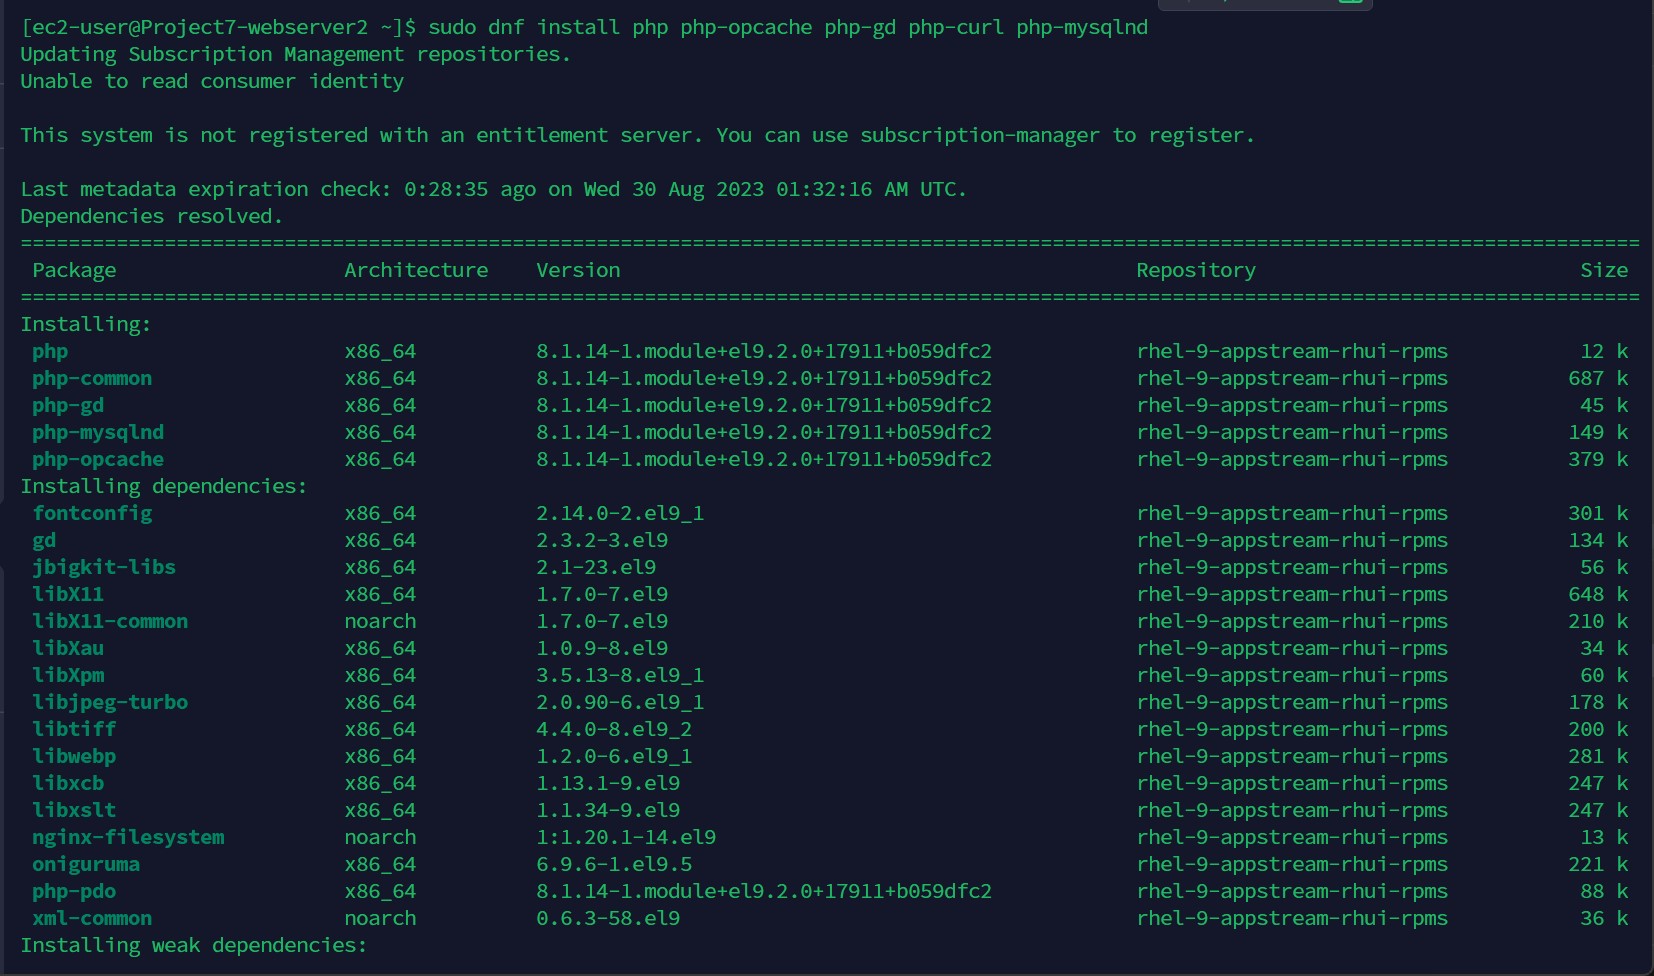 [ec2-user@Project7-webserver2 ~]$ sudo dnf install php php-opcache php-gd php-curl php-mysqlnd
Updating Subscription Management repositories.
Unable to read consumer identity
This system is not registered with an entitlement server. You can use subscription-manager to register.
Last metadata expiration check: 0:28:35 ago on Wed 30 Aug 2023 01:32:16 AM UTC.
Dependencies resolved.
=======================================================================================================================================
Package Architecture Version Repository Size
=======================================================================================================================================
Installing:
php x86_64 8.1.14-1.module+el9.2.0+17911+b059dfc2 rhel-9-appstream-rhui-rpms 12 k
php-common x86_64 8.1.14-1.module+el9.2.0+17911+b059dfc2 rhel-9-appstream-rhui-rpms 687 k
php-gd x86_64 8.1.14-1.module+el9.2.0+17911+b059dfc2 rhel-9-appstream-rhui-rpms 45 k
php-mysqlnd x86_64 8.1.14-1.module+el9.2.0+17911+b059dfc2 rhel-9-appstream-rhui-rpms 149 k
php-opcache x86_64 8.1.14-1.module+el9.2.0+17911+b059dfc2 rhel-9-appstream-rhui-rpms 379 k
Installing dependencies:
fontconfig x86_64 2.14.0-2.el9_1 rhel-9-appstream-rhui-rpms 301 k
gd x86_64 2.3.2-3.el9 rhel-9-appstream-rhui-rpms 134 k
jbigkit-libs x86_64 2.1-23.el9 rhel-9-appstream-rhui-rpms 56 k
libX11 x86_64 1.7.0-7.el9 rhel-9-appstream-rhui-rpms 648 k
libX11-common noarch 1.7.0-7.el9 rhel-9-appstream-rhui-rpms 210 k
libXau x86_64 1.0.9-8.el9 rhel-9-appstream-rhui-rpms 34 k
libXpm x86_64 3.5.13-8.el9_1 rhel-9-appstream-rhui-rpms 60 k
libjpeg-turbo x86_64 2.0.90-6.el9_1 rhel-9-appstream-rhui-rpms 178 k
libtiff x86_64 4.4.0-8.el9_2 rhel-9-appstream-rhui-rpms 200 k
libwebp x86_64 1.2.0-6.el9_1 rhel-9-appstream-rhui-rpms 281 k
libxcb x86_64 1.13.1-9.el9 rhel-9-appstream-rhui-rpms 247 k
libxslt x86_64 1.1.34-9.el9 rhel-9-appstream-rhui-rpms 247 k
nginx-filesystem noarch 1:1.20.1-14.el9 rhel-9-appstream-rhui-rpms 13 k
oniguruma x86_64 6.9.6-1.el9.5 rhel-9-appstream-rhui-rpms 221 k
php-pdo x86_64 8.1.14-1.module+el9.2.0+17911+b059dfc2 rhel-9-appstream-rhui-rpms 88 k
xml-common noarch 0.6.3-58.el9 rhel-9-appstream-rhui-rpms 36 k
Installing weak dependencies: